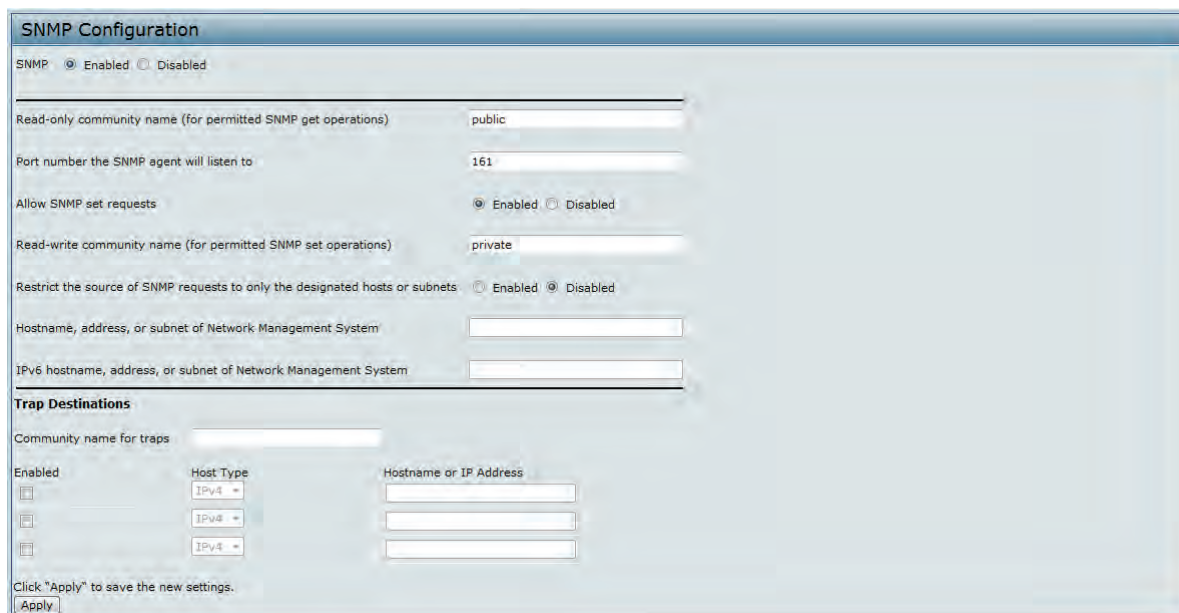 SNMP Configuration
SNMP Enabled Disabled
Read-only community name (for permitted SNMP get operations) public
Port number the SNMP agent will listen to 161
Allow SNMP set requests Enabled Disabled
Read-write community name (for permitted SNMP set operations) private
Restrict the source of SNMP requests to only the designated hosts or subnets Enabled Disabled
Hostname, address, or subnet of Network Management System
IPv6 hostname, address, or subnet of Network Management System
Trap Destinations
Community name for traps
Enabled Host Type Hostname or IP Address
IPv4
IPv4
IPv4
Click "Apply" to save the new settings.
Apply